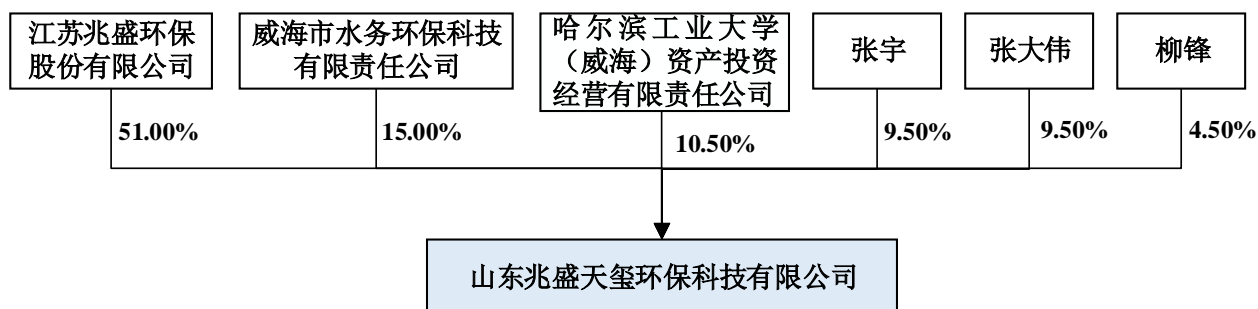 江苏兆盛环保
股份有限公司
威海市水务环保科技
有限责任公司
哈尔滨工业大学
（威海）资产投资
经营有限责任公司
张宇
张大伟
柳锋
51.00%
15.00%
10.50%
9.50%
9.50%
4.50%
山东兆盛天玺环保科技有限公司